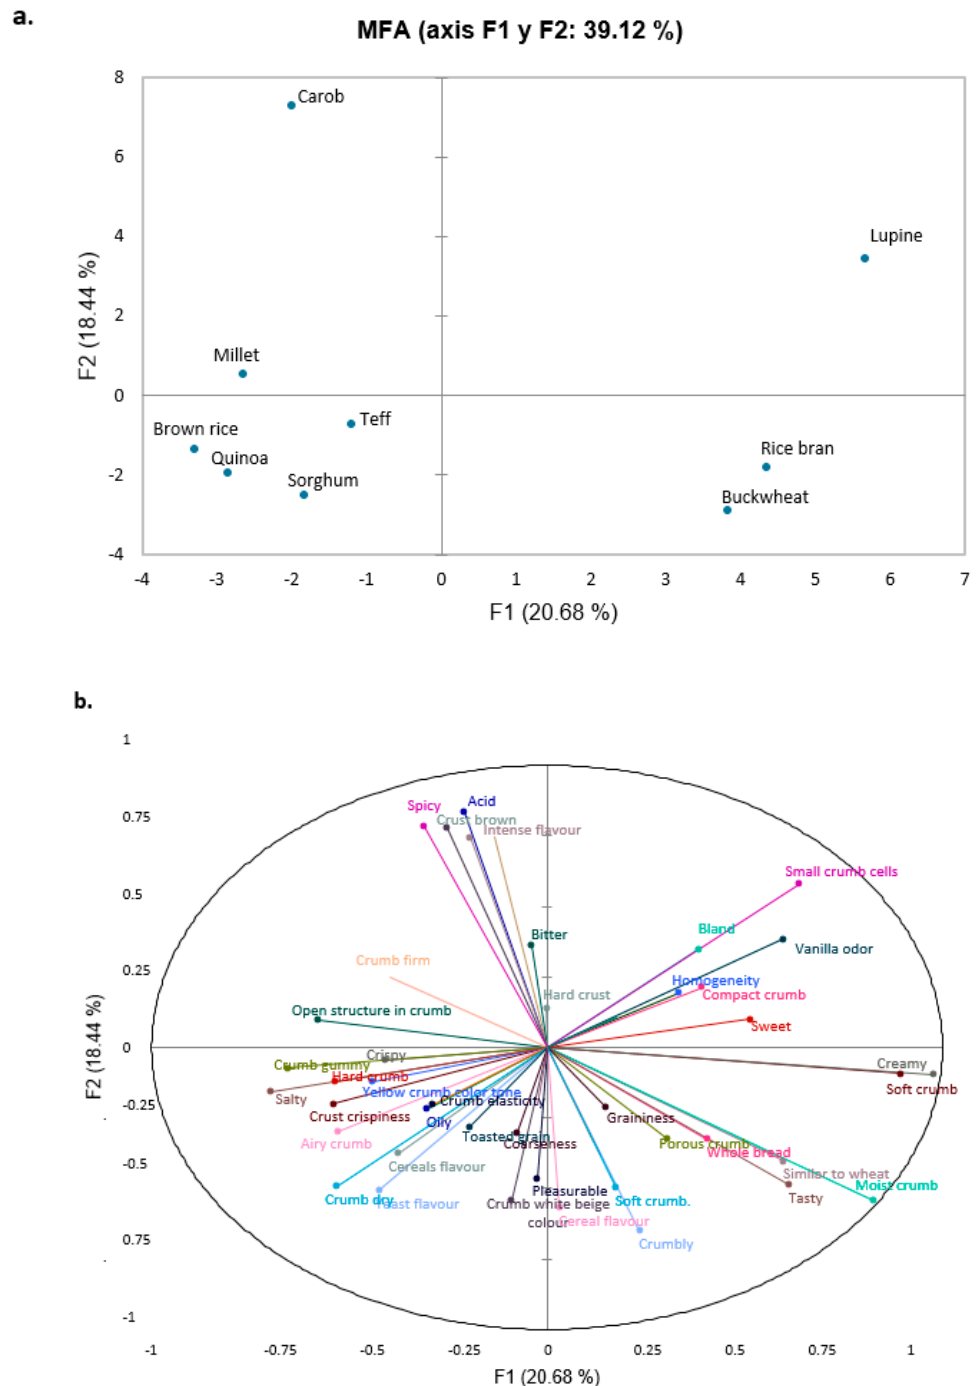 a.
MFA (axis F1 y F2: 39.12 %)
8
Carob
6
4
Lupine
F2 (18.44 %)
2
Millet
0
Teff
Brown rice
Rice bran
Quinoa
-2
Sorghum
Buckwheat
-4
-4 -3 -2 -1 0 1 2 3 4 5 6 7
F1 (20.68 %)
b.
1
Spicy
Acid
0.75
Crust brown
Intense flavour
0.5
Small crumb cells
Bland
Bitter
Vanilla odor
0.25
Crumb firm
Homogeneity
Hard crust
Compact crumb
Open structure in crumb
Sweet
F2 (18.44 %)
0
Crispy
Creamy
Crumb gummy
Hard crumb
Soft crumb
Yellow crumb color tone
Salty
Crumb elasticity
-0.25
Crust crispiness
Graininess
Oily
Toasted grain
Airy crumb
Coarseness
Porous crumb
Whole bread
-0.5
Cereals flavour
Similar to wheat
Moist crumb
Pleasurable
Crumb dry
Yeast flavour
Crumb white beige
colour
Soft crumb.
Tasty
Cereal flavour
0.75
Crumbly
.
-1
-1 -0.75 -0.5 -0.25 0 0.25 0.5 0.75 1
F1 (20.68 %)